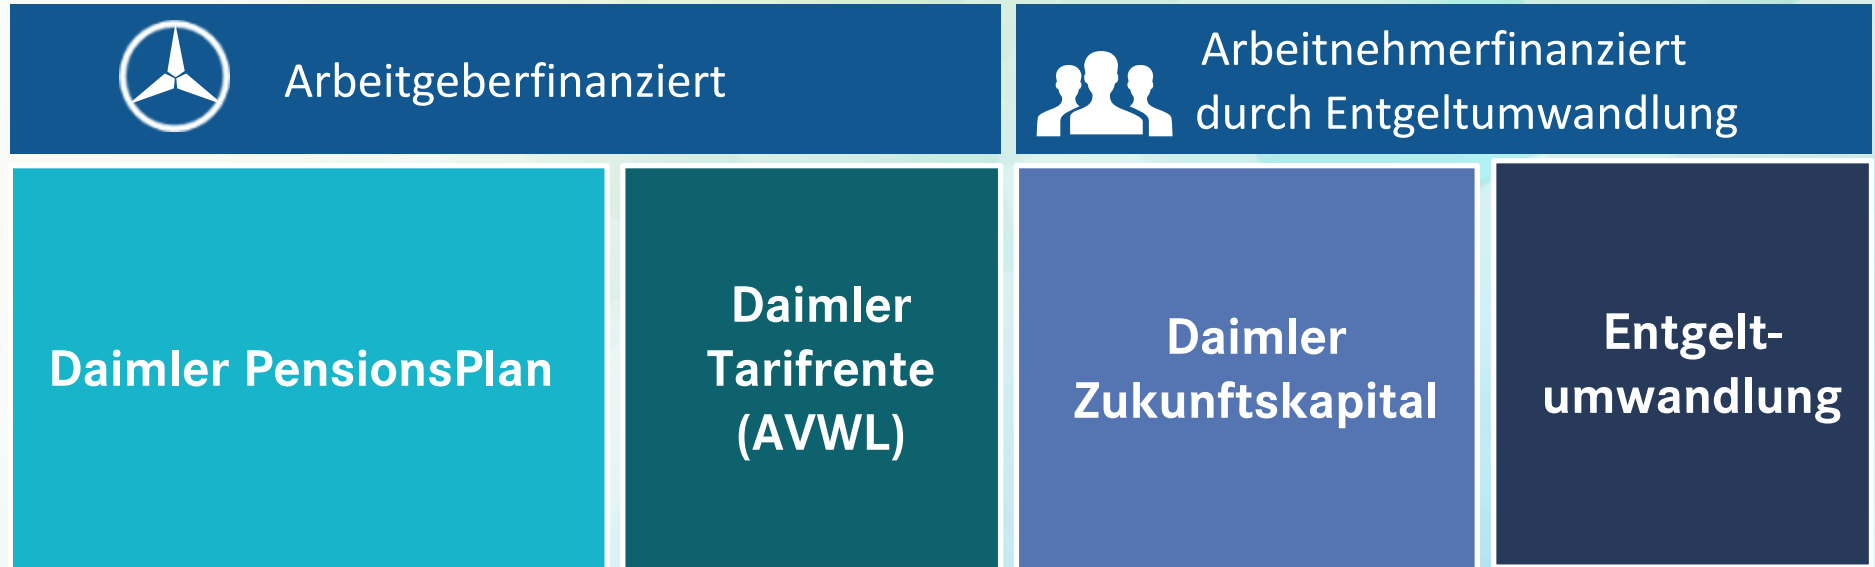 Arbeitgeberfinanziert
Arbeitnehmerfinanziert
durch Entgeltumwandlung
Daimler PensionsPlan
Daimler
Tarifrente
(AVWL)
Daimler
Zukunftskapital
Entgelt-
umwandlung